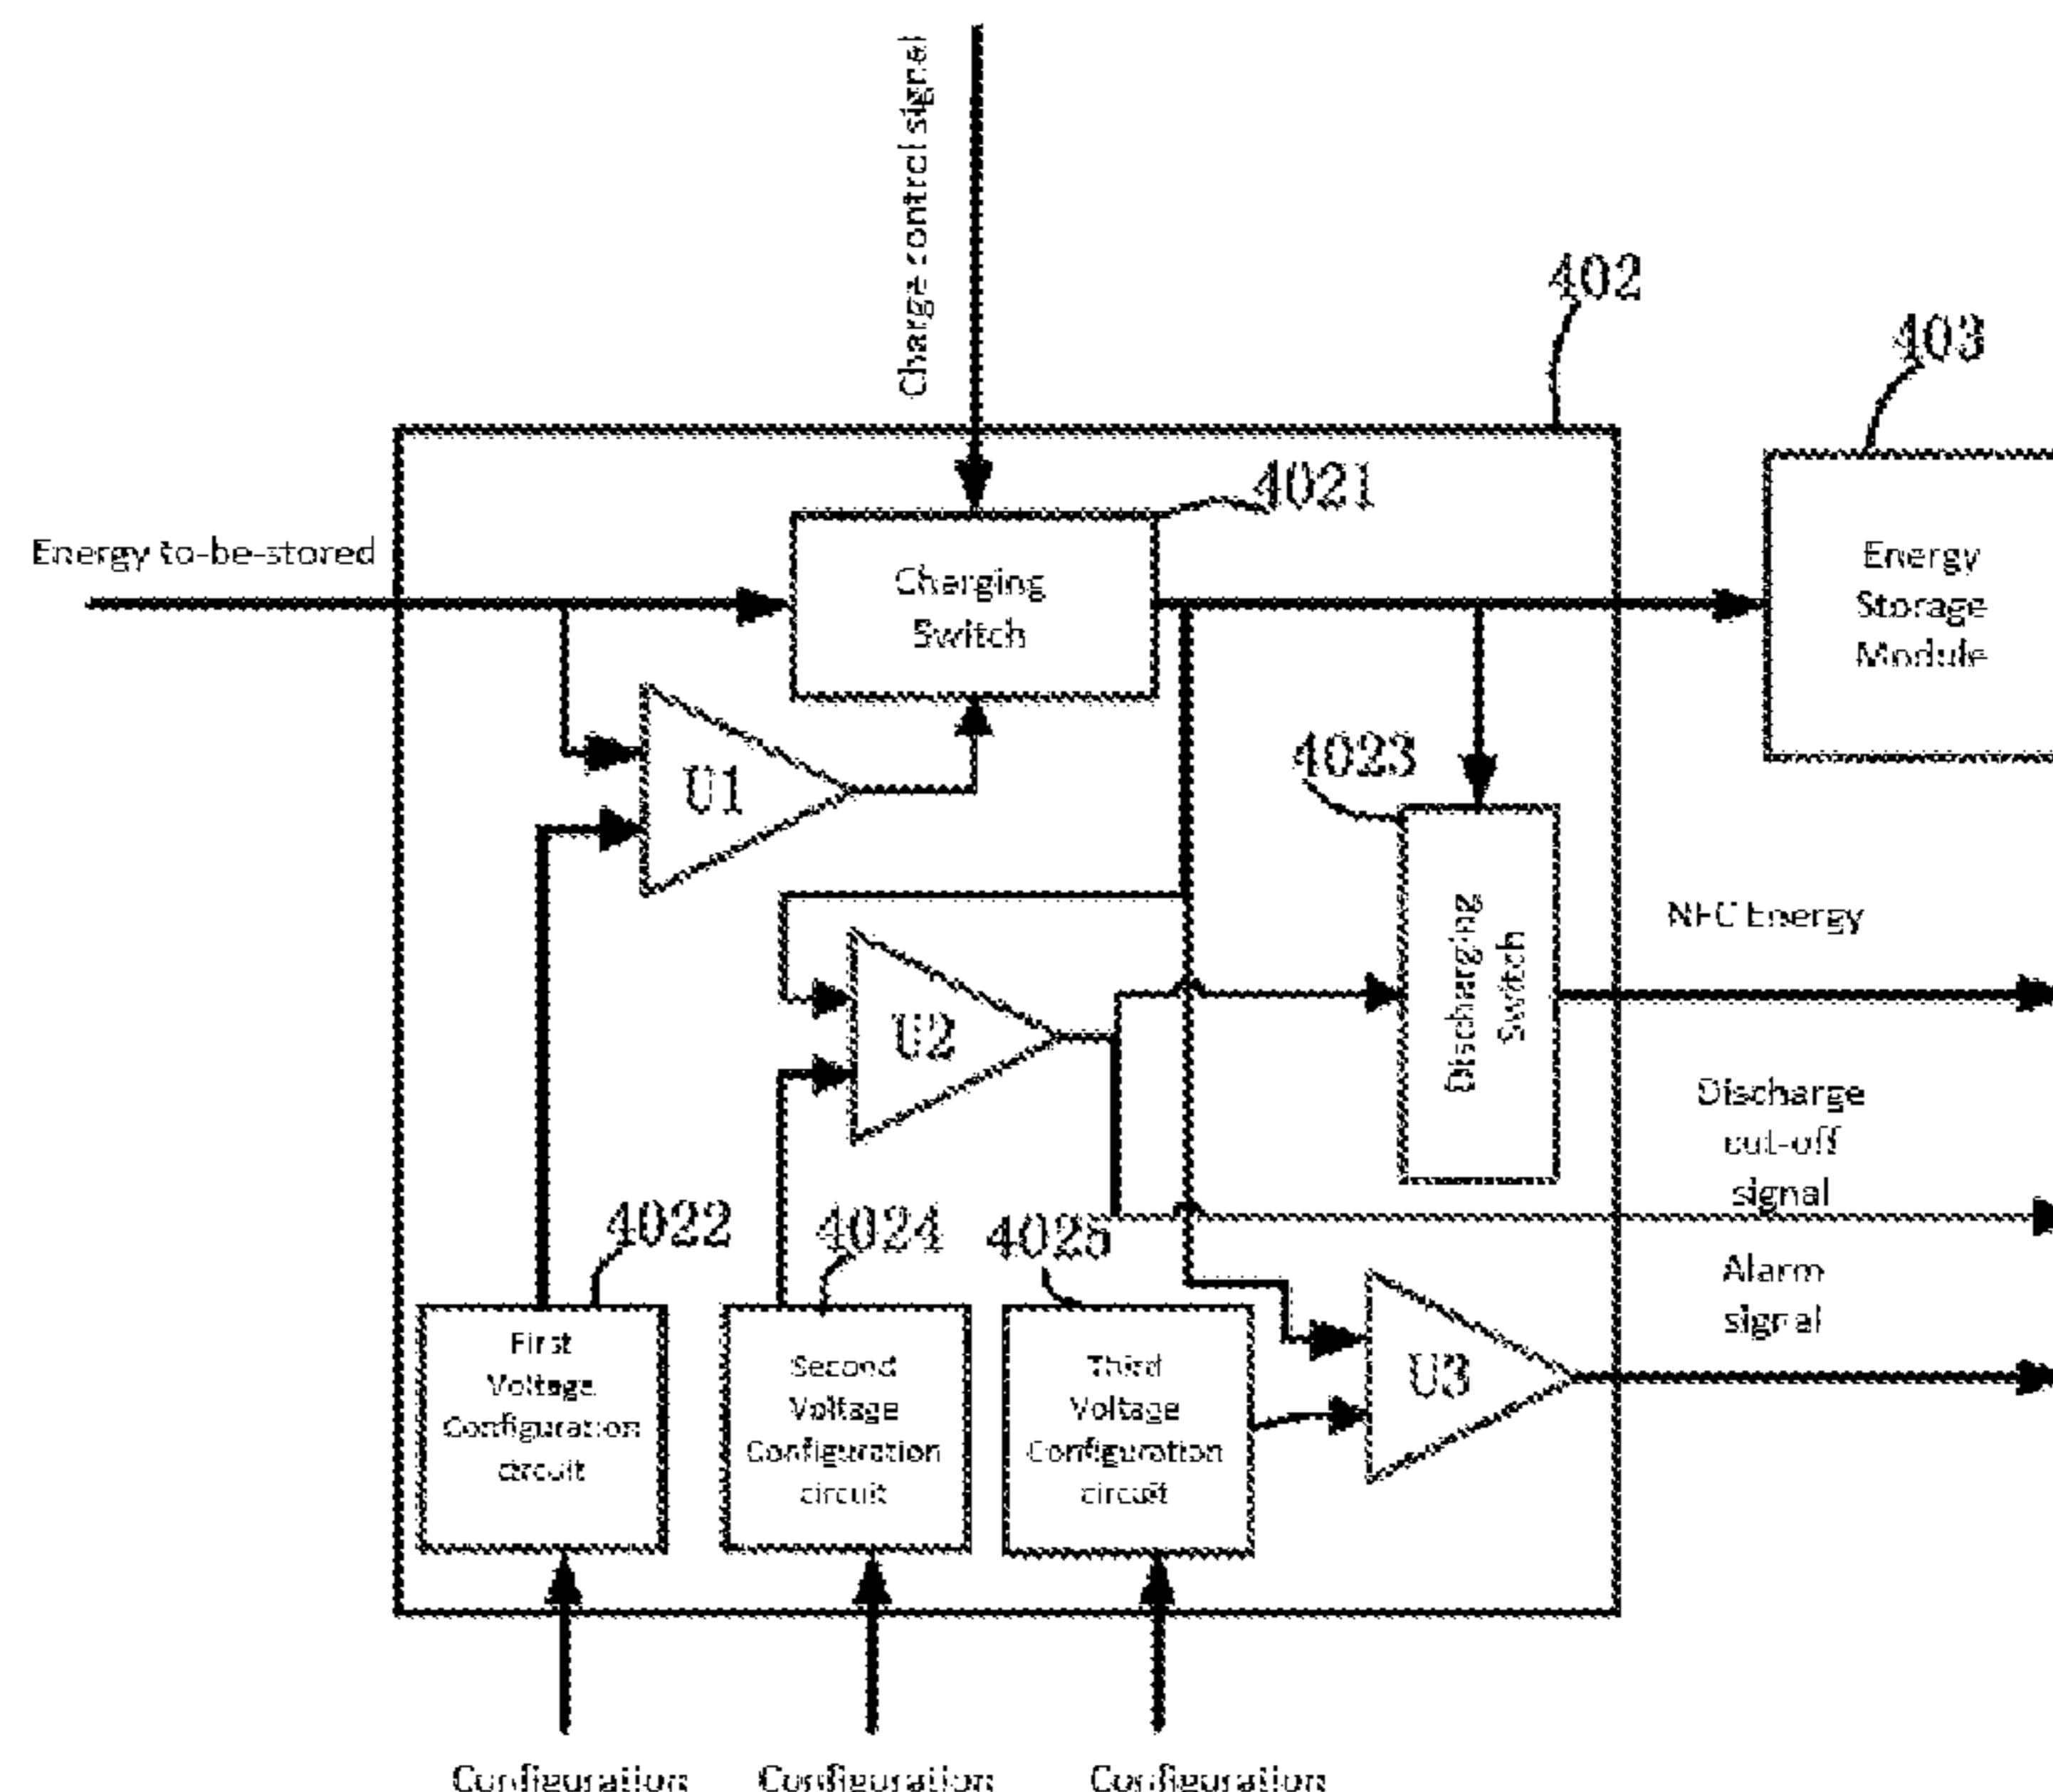 Charge control signal
402
403
4021
Energy to-be-stored
Charging
Switch
Energy
Storage
Module
U1
4023
NFC Energy
Discharging
Switch
U2
Discharge
cut-off
signal
4022
4024
4025
Alarm
signal
First
Voltage
Configuration
circuit
Second
Voltage
Configuration
circuit
Third
Voltage
Configuration
circuit
U3
Configuration
Configuration
Configuration